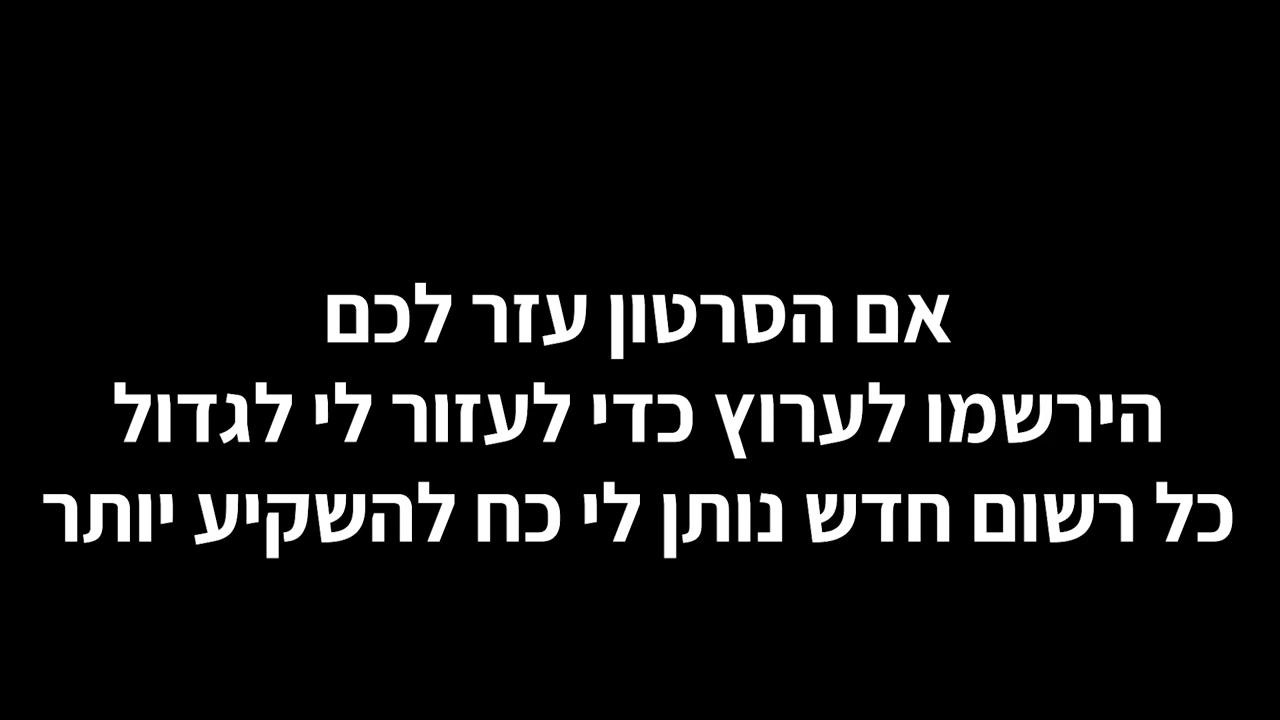 אם הסרטון עזר לכם
הירשמו לערוץ כדי לעזור לי לגדול
כל רשום חדש נותן לי כח להשקיע יותר